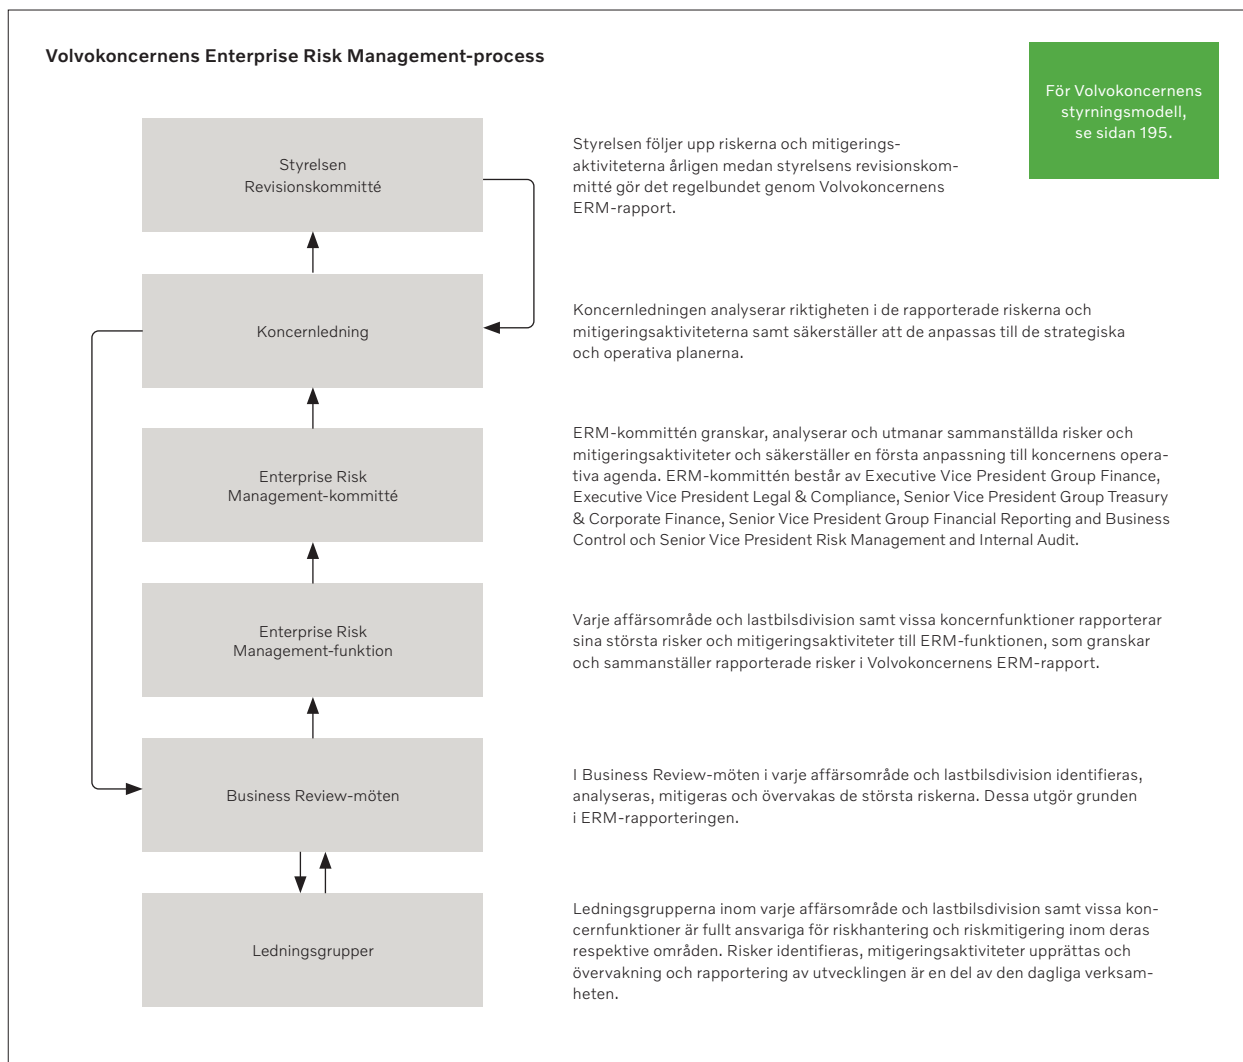 Volvokoncernens Enterprise Risk Management-process
För Volvokoncernens
styrningsmodell,
se sidan 195.
Styrelsen
Revisionskommitté
Styrelsen följer upp riskerna och mitigerings-
aktiviteterna årligen medan styrelsens revisionskom-
mitté gör det regelbundet genom Volvokoncernens
ERM-rapport.
Koncernledning
Koncernledningen analyserar riktigheten i de rapporterade riskerna och
mitigeringsaktiviteterna samt säkerställer att de anpassas till de strategiska
och operativa planerna.
Enterprise Risk
Management-kommitté
ERM-kommittén granskar, analyserar och utmanar sammanställda risker och
mitigeringsaktiviteter och säkerställer en första anpassning till koncernens opera-
tiva agenda. ERM-kommittén består av Executive Vice President Group Finance,
Executive Vice President Legal & Compliance, Senior Vice President Group Treasury
& Corporate Finance, Senior Vice President Group Financial Reporting and Business
Control och Senior Vice President Risk Management and Internal Audit.
Enterprise Risk
Management-funktion
Varje affärsområde och lastbilsdivision samt vissa koncernfunktioner rapporterar
sina största risker och mitigeringsaktiviteter till ERM-funktionen, som granskar
och sammanställer rapporterade risker i Volvokoncernens ERM-rapport.
Business Review-möten
I Business Review-möten i varje affärsområde och lastbilsdivision identifieras,
analyseras, mitigeras och övervakas de största riskerna. Dessa utgör grunden
i ERM-rapporteringen.
Ledningsgrupper
Ledningsgrupperna inom varje affärsområde och lastbilsdivision samt vissa kon-
cernfunktioner är fullt ansvariga för riskhantering och riskmitigering inom deras
respektive områden. Risker identifieras, mitigeringsaktiviteter upprättas och
övervakning och rapportering av utvecklingen är en del av den dagliga verksam-
heten.